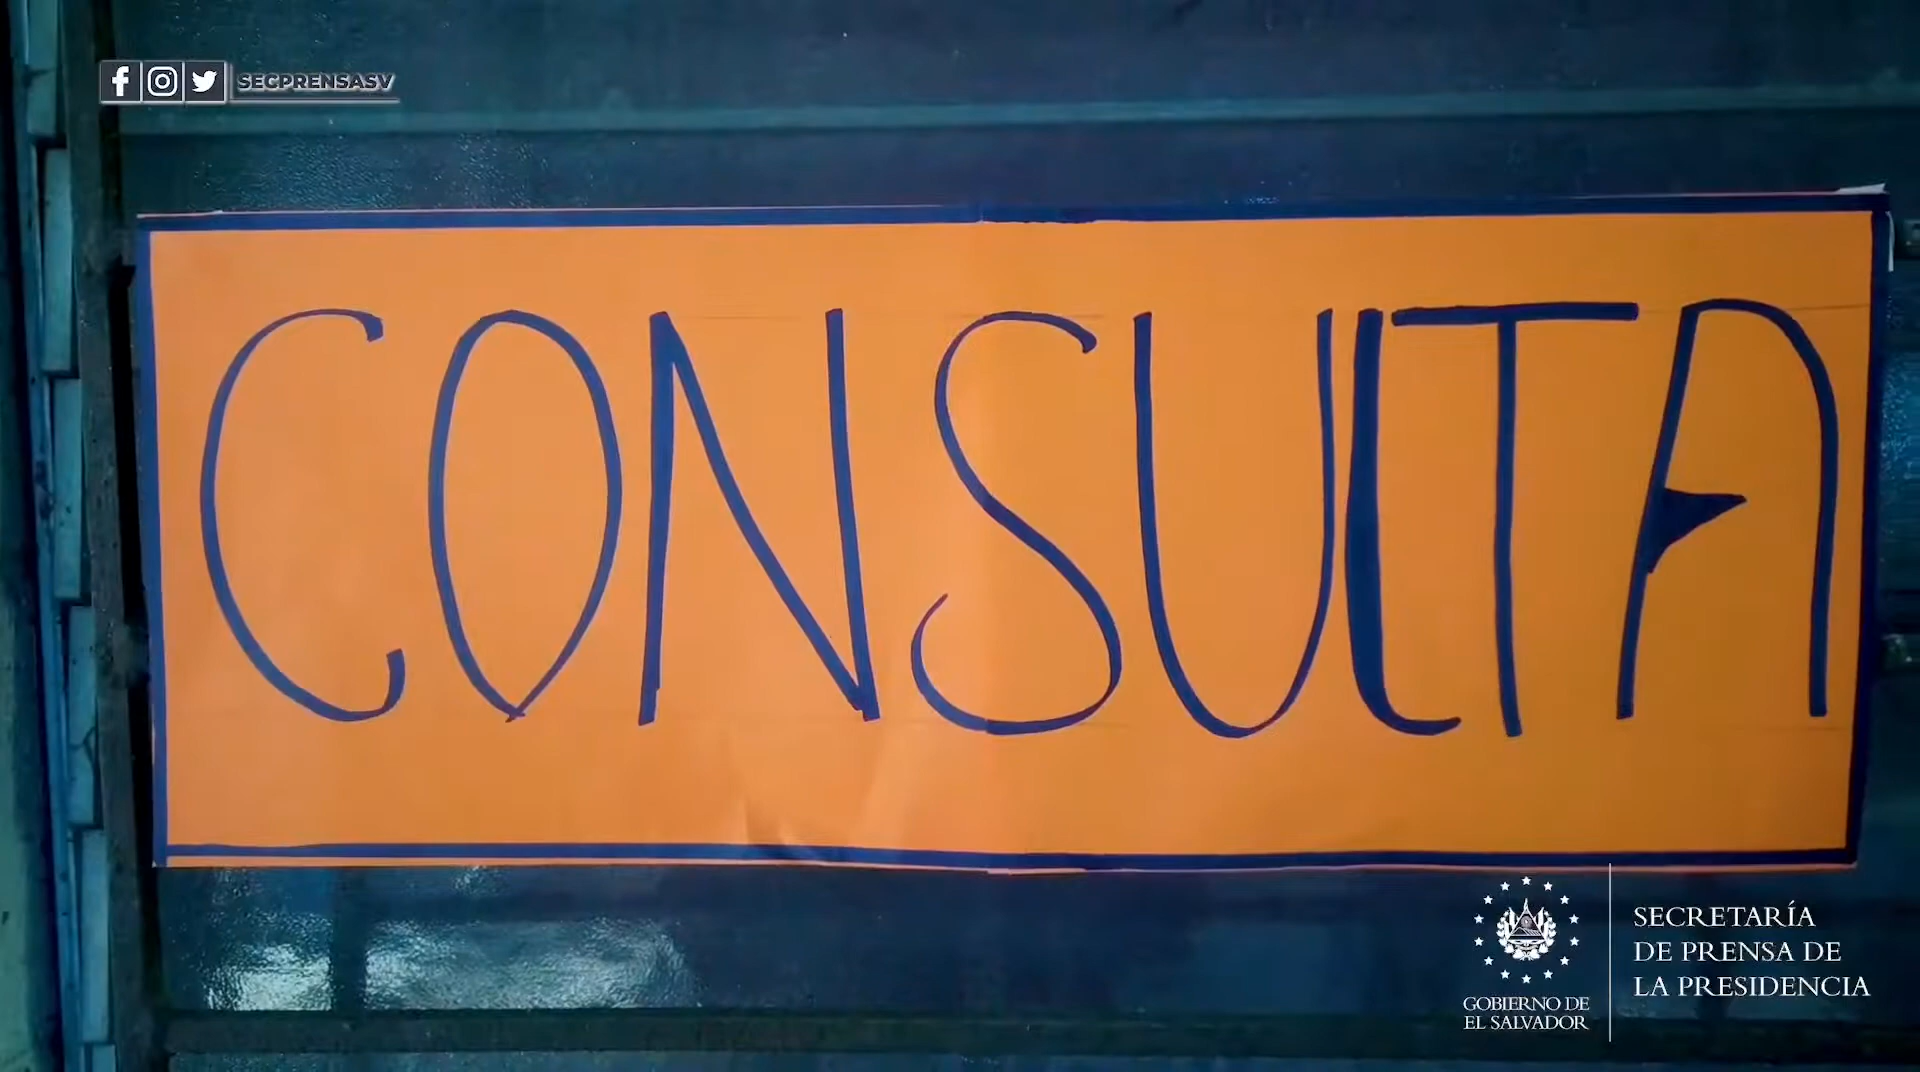 SECPRENSASV
CONSULTA
GOBIERNO DE
EL SALVADOR
SECRETARÍA
DE PRENSA DE
LA PRESIDENCIA